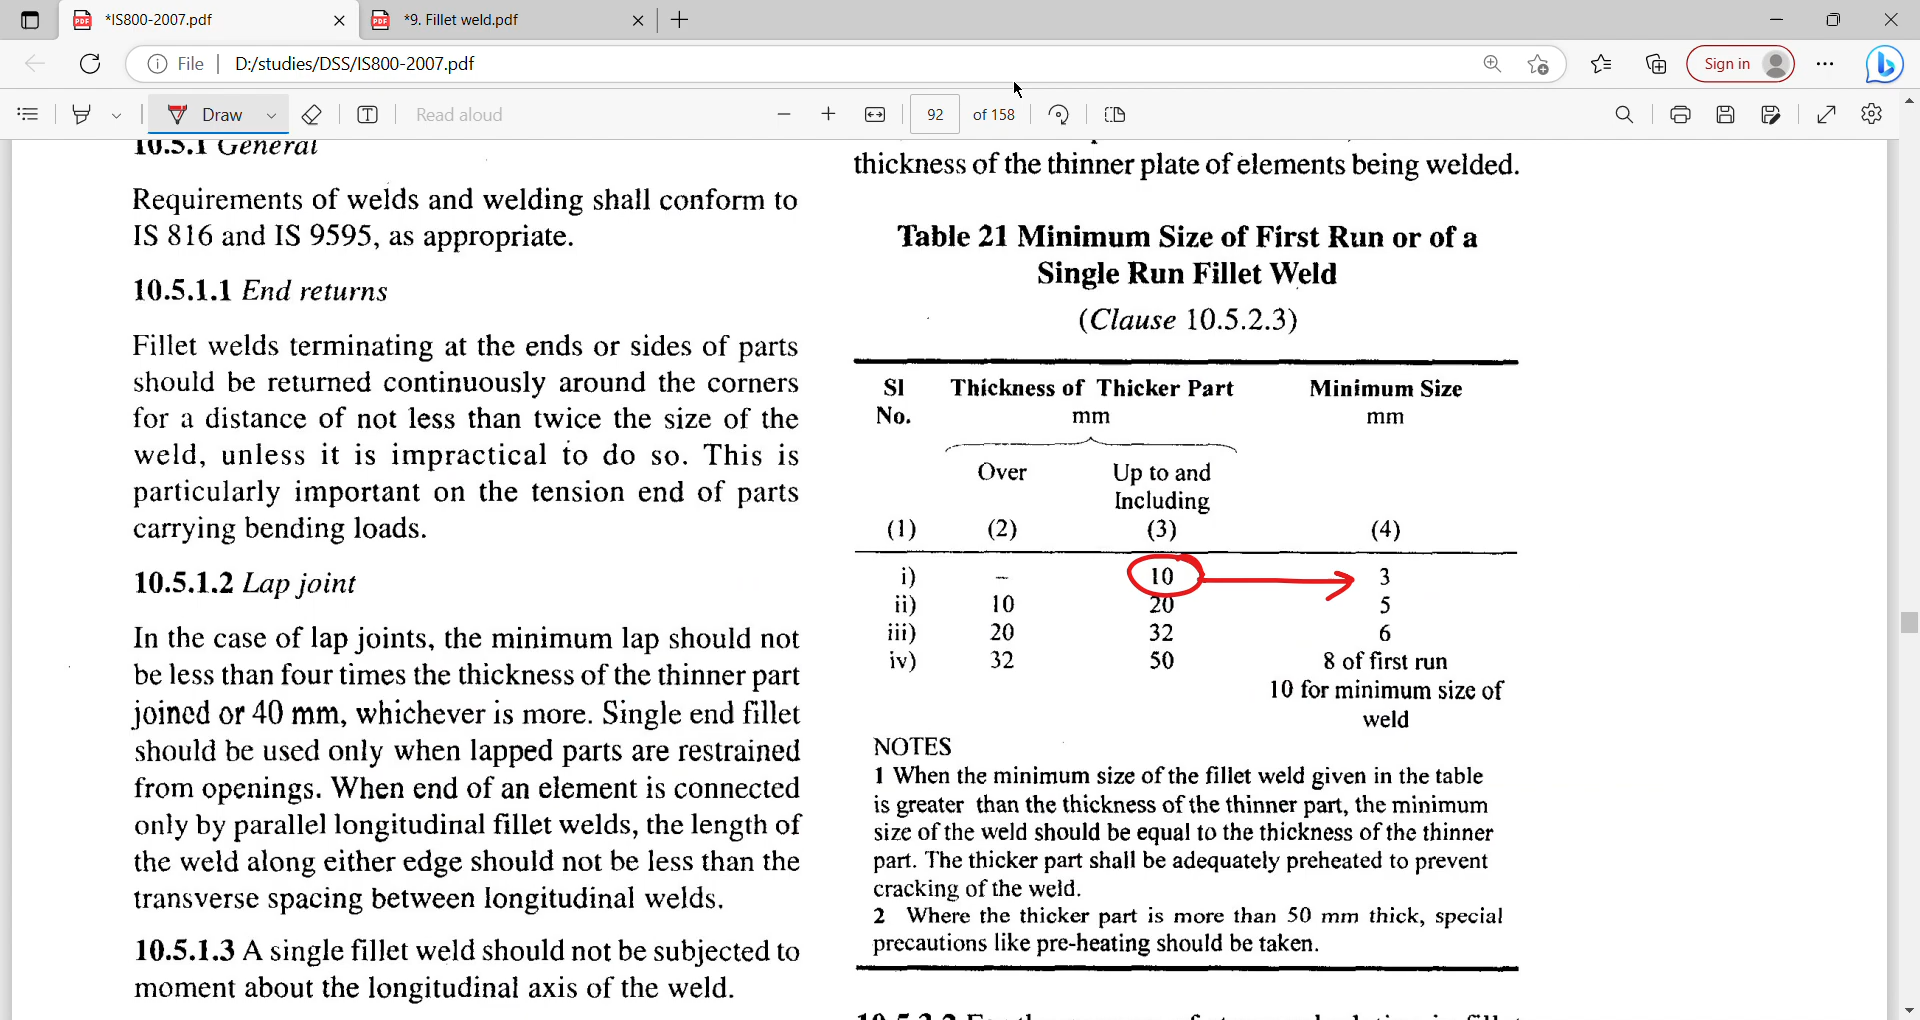 *IS800-2007.pdf
*9. Fillet weld.pdf
File
D:/studies/DSS/IS800-2007.pdf
Sign in
Draw
Read aloud
92 of 158
10.5.1 General
Requirements of welds and welding shall conform to
IS 816 and IS 9595, as appropriate.
10.5.1.1 End returns
Fillet welds terminating at the ends or sides of parts
should be returned continuously around the corners
for a distance of not less than twice the size of the
weld, unless it is impractical to do so. This is
particularly important on the tension end of parts
carrying bending loads.
10.5.1.2 Lap joint
In the case of lap joints, the minimum lap should not
be less than four times the thickness of the thinner part
joined or 40 mm, whichever is more. Single end fillet
should be used only when lapped parts are restrained
from openings. When end of an element is connected
only by parallel longitudinal fillet welds, the length of
the weld along either edge should not be less than the
transverse spacing between longitudinal welds.
10.5.1.3 A single fillet weld should not be subjected to
moment about the longitudinal axis of the weld.
thickness of the thinner plate of elements being welded.
Table 21 Minimum Size of First Run or of a
Single Run Fillet Weld
(Clause 10.5.2.3)
Sl Thickness of Thicker Part Minimum Size
No. mm mm
Over Up to and
Including
(1) (2) (3) (4)
i) – 10 3
ii) 10 20 5
iii) 20 32 6
iv) 32 50 8 of first run
10 for minimum size of
weld
NOTES
1 When the minimum size of the fillet weld given in the table
is greater than the thickness of the thinner part, the minimum
size of the weld should be equal to the thickness of the thinner
part. The thicker part shall be adequately preheated to prevent
cracking of the weld.
2 Where the thicker part is more than 50 mm thick, special
precautions like pre-heating should be taken.